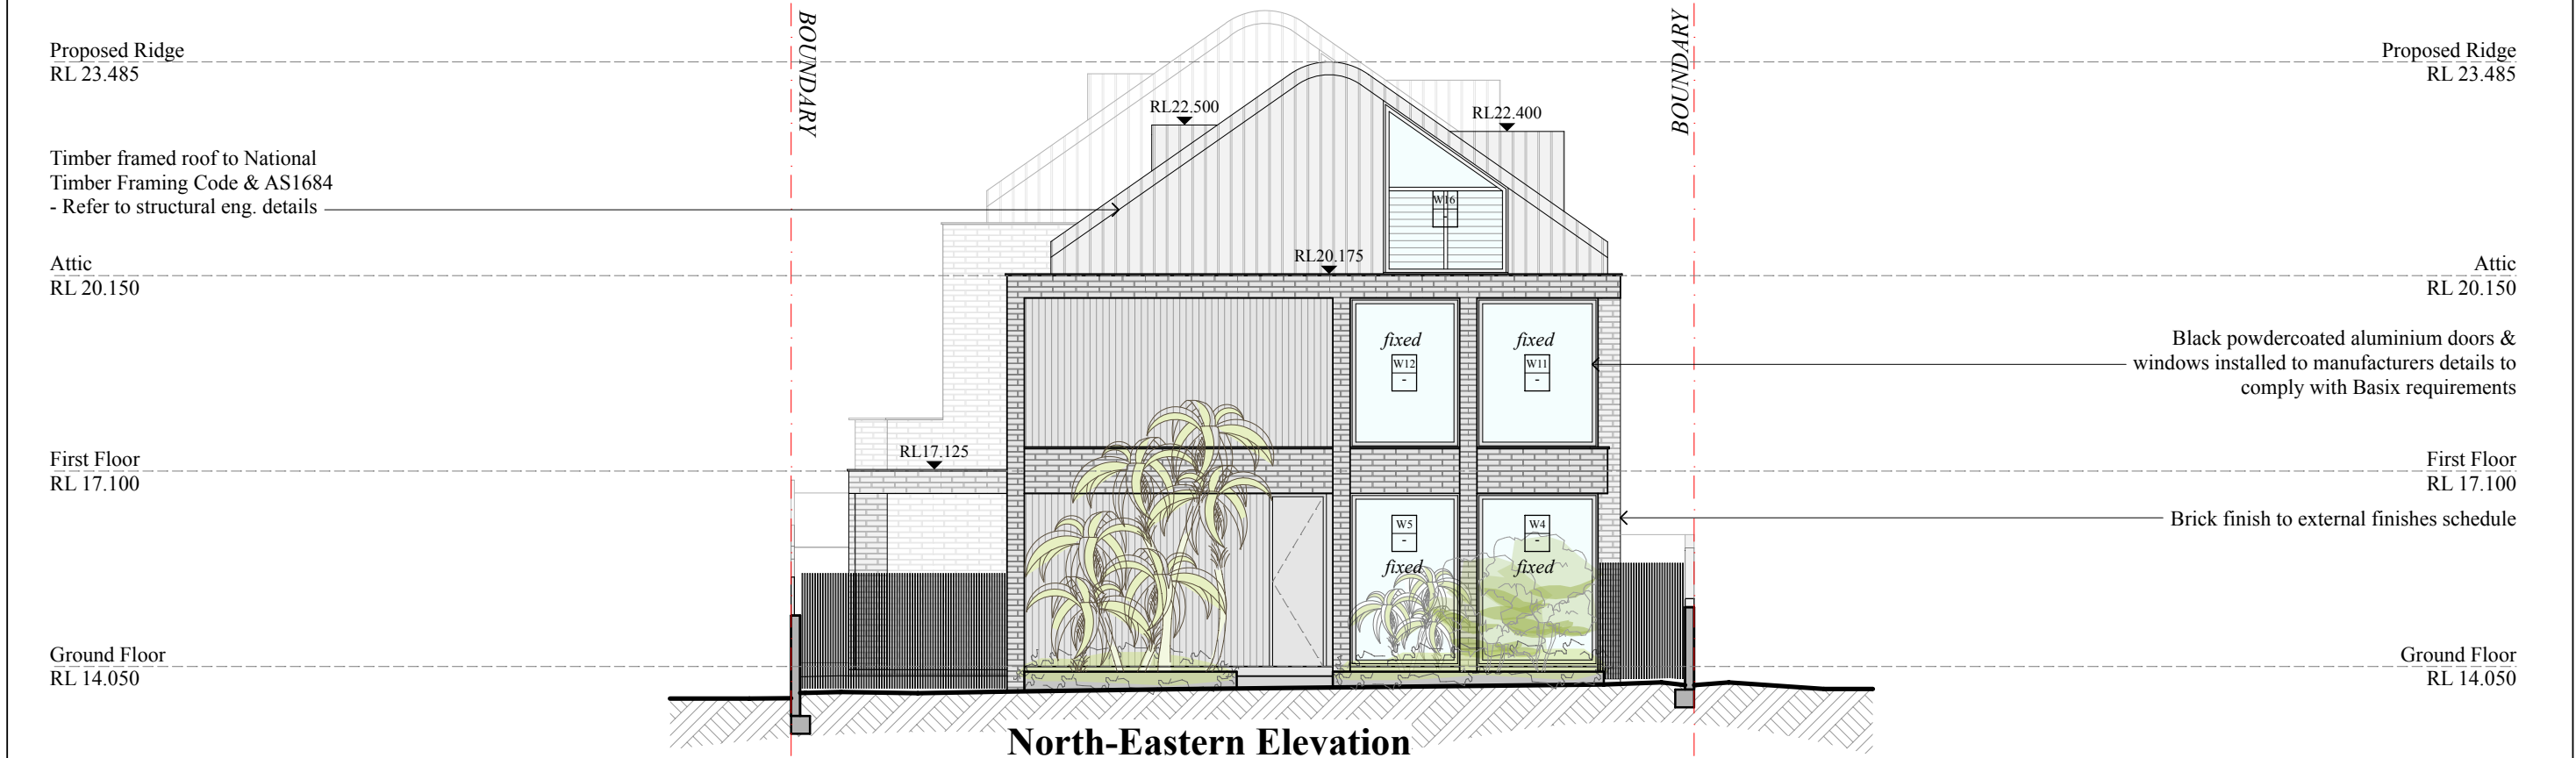 BOUNDARY
BOUNDARY
Proposed Ridge
RL 23.485
Proposed Ridge
RL 23.485
RL22.500
RL22.400
Timber framed roof to National
Timber Framing Code & AS1684
- Refer to structural eng. details
W16
-
RL20.175
Attic
RL 20.150
Attic
RL 20.150
fixed
W12
-
fixed
W11
-
Black powdercoated aluminium doors &
windows installed to manufacturers details to
comply with Basix requirements
RL17.125
First Floor
RL 17.100
First Floor
RL 17.100
W5
-
fixed
W4
-
fixed
Brick finish to external finishes schedule
Ground Floor
RL 14.050
Ground Floor
RL 14.050
North-Eastern Elevation